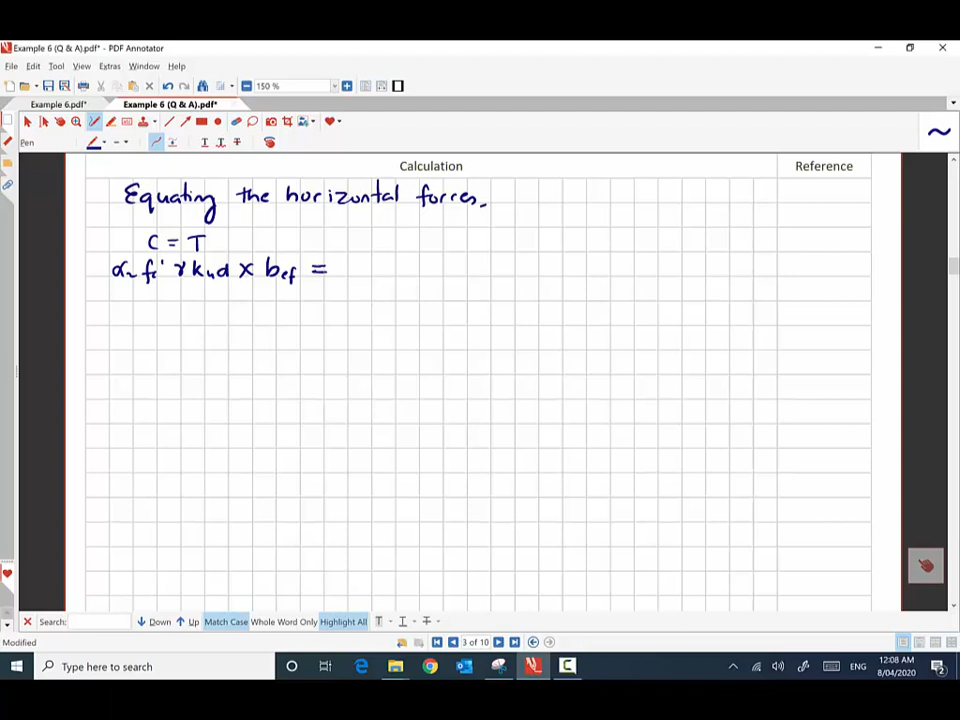 Example 6 (Q & A).pdf* - PDF Annotator
File Edit Tool View Extras Window Help
150 %
Example 6.pdf* Example 6 (Q & A).pdf*
Pen
Calculation Reference
Equating the horizontal forces.
C = T
α₂ fc' γ kud × bef =
Search: Down Up Match Case Whole Word Only Highlight All
Modified 3 of 10
Type here to search ENG 12:08 AM
8/04/2020
2